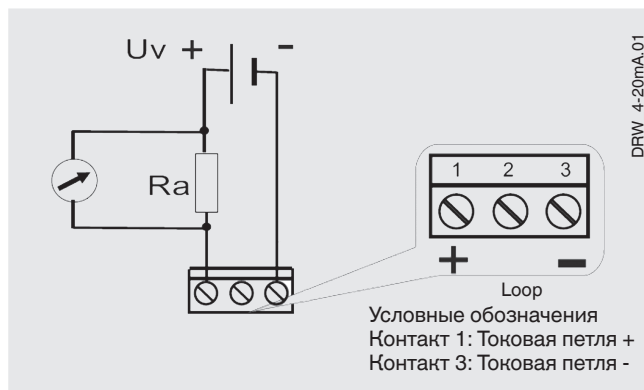 Uv + -
DRW 4-20mA.01
Ra
1 2 3
+ -
Loop
Условные обозначения
Контакт 1: Токовая петля +
Контакт 3: Токовая петля -